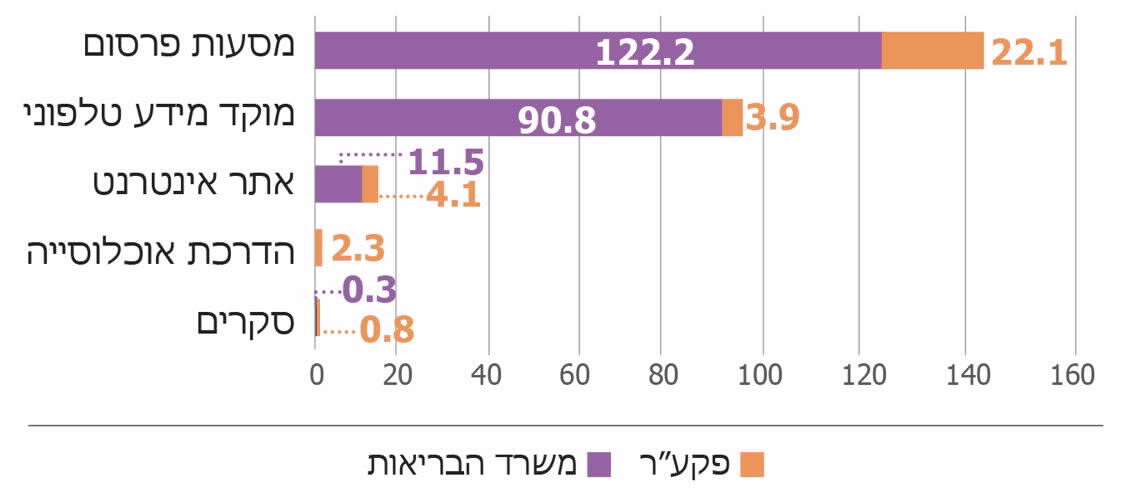 מסעות פרסום 122.2 22.1
מוקד מידע טלפוני 90.8 3.9
אתר אינטרנט 11.5 4.1
הדרכת אוכלוסייה 2.3
סקרים 0.3 0.8
0 20 40 60 80 100 120 140 160
פקע״ר משרד הבריאות